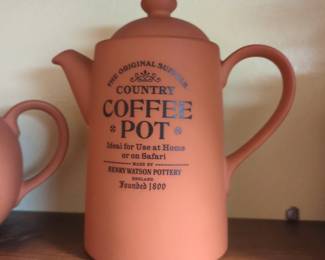 THE ORIGINAL SUFFOLK
COUNTRY
COFFEE
POT
Ideal for Use at Home
or on Safari
MADE BY
HENRY WATSON POTTERY
ENGLAND
Founded 1800